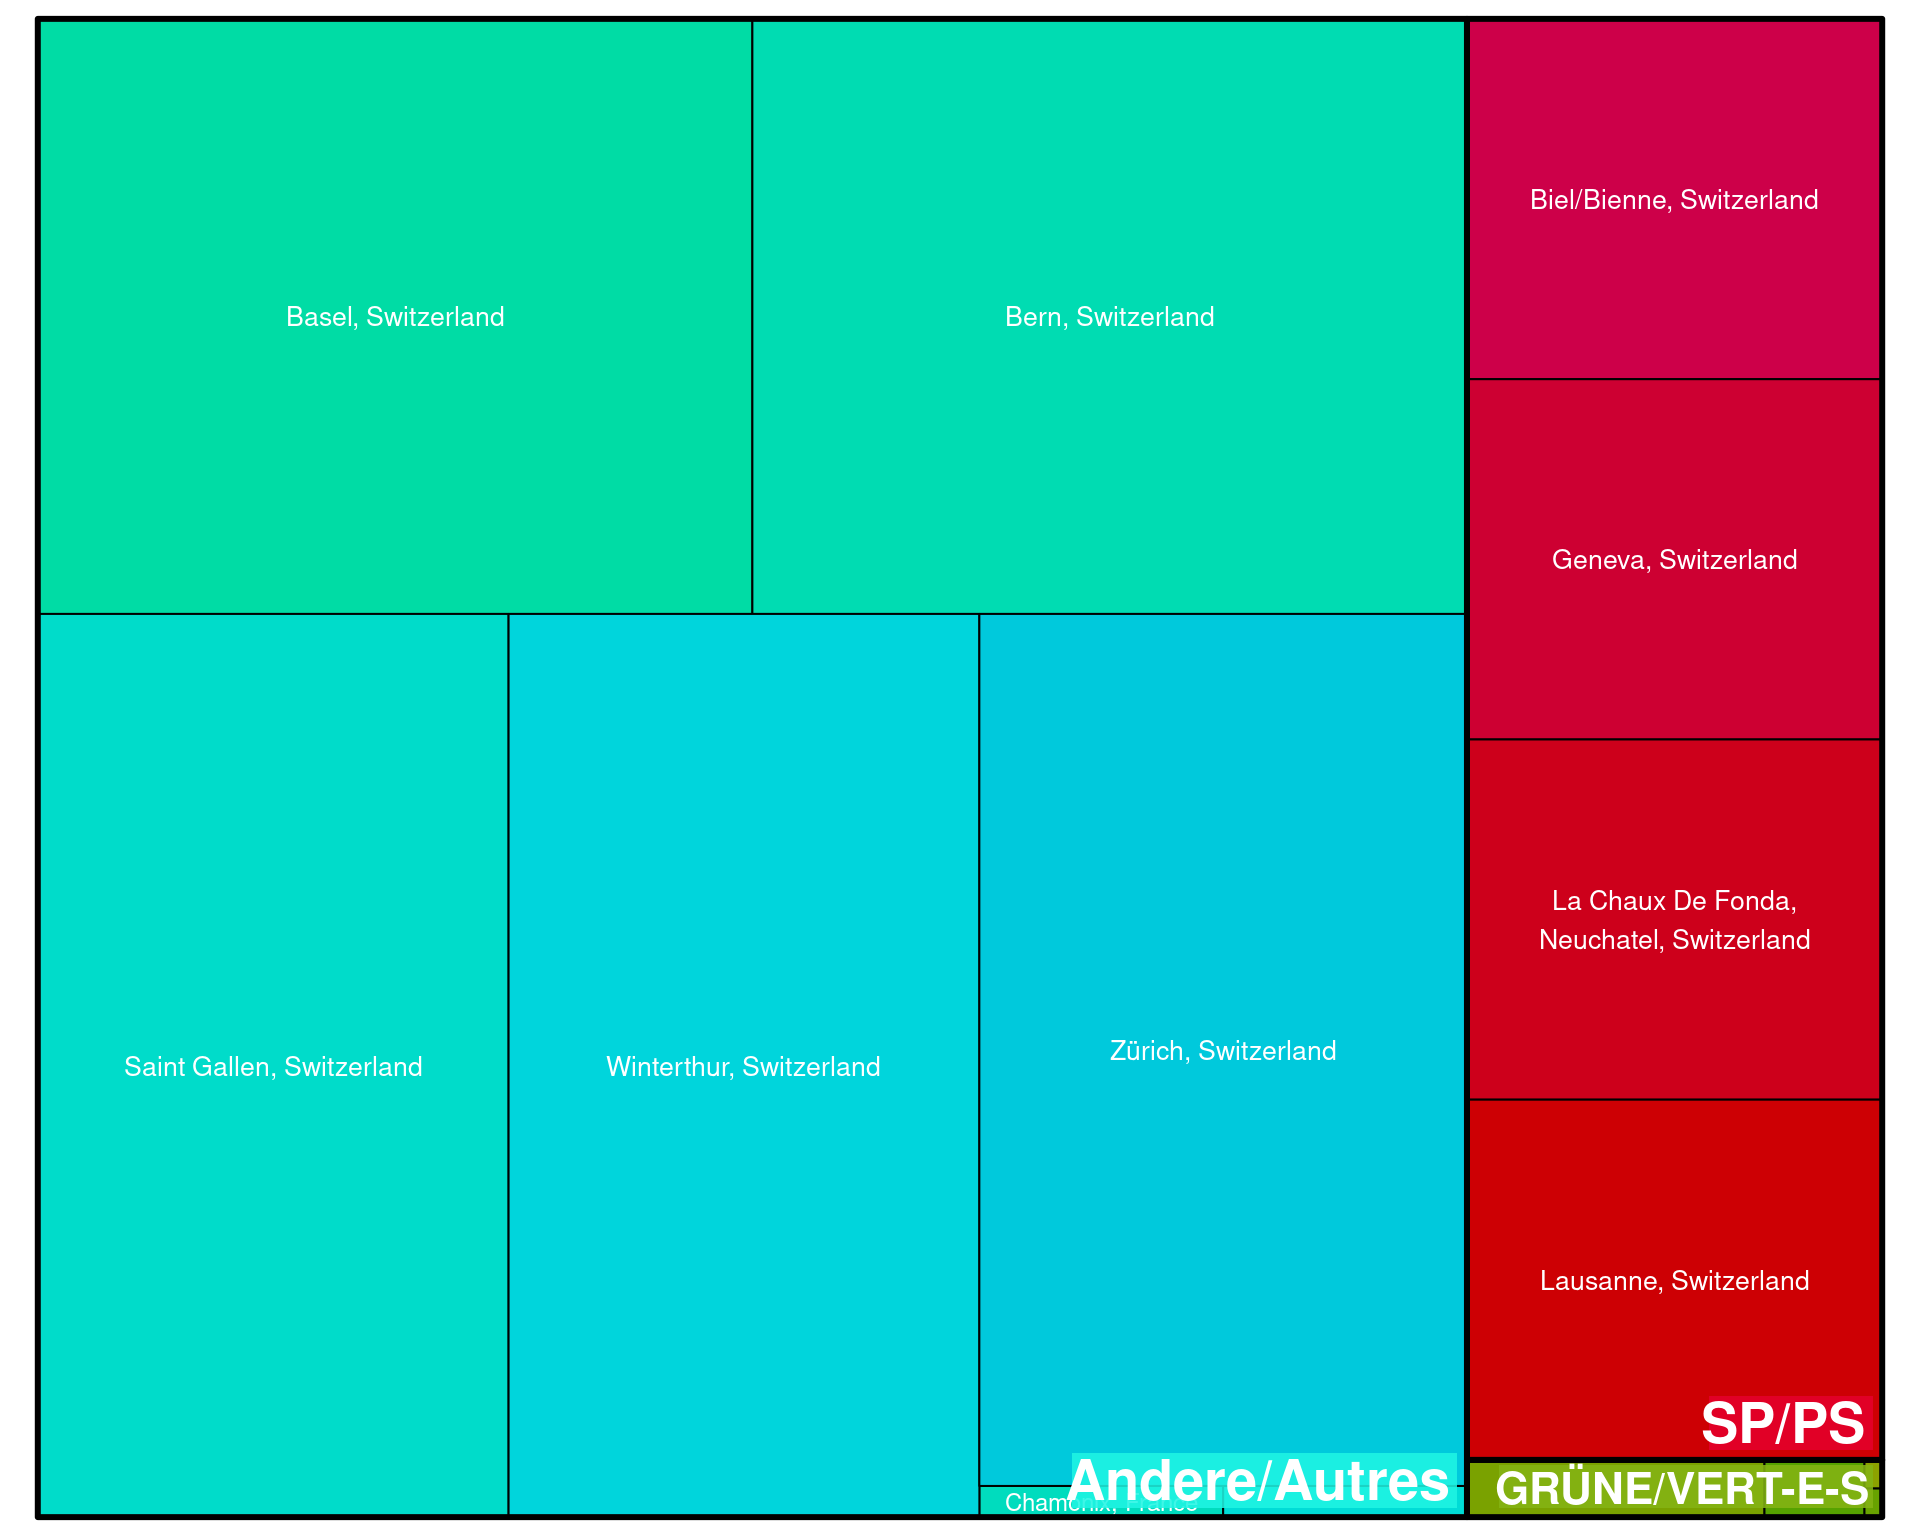 Basel, Switzerland
Bern, Switzerland
Biel/Bienne, Switzerland
Geneva, Switzerland
La Chaux De Fonda,
Neuchatel, Switzerland
Saint Gallen, Switzerland
Winterthur, Switzerland
Zürich, Switzerland
Lausanne, Switzerland
SP/PS
Andere/Autres
GRÜNE/VERT-E-S
Chamonix, France